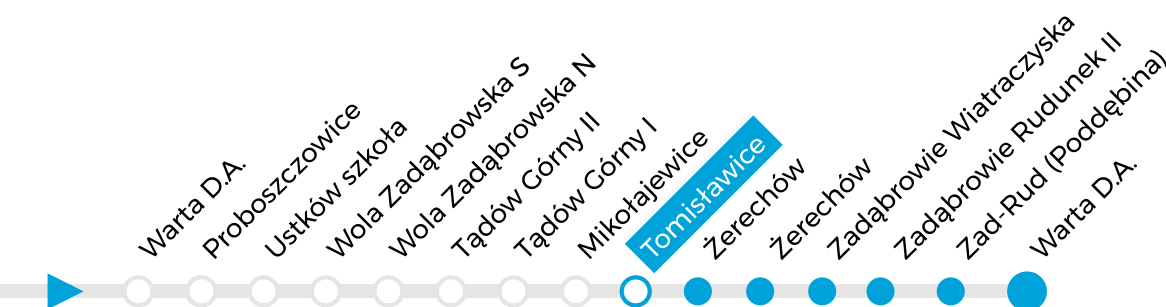 Warta D.A.
Proboszczowice
Ustków szkoła
Wola Zadąbrowska S
Wola Zadąbrowska N
Tądów Górny II
Tądów Górny I
Mikołajewice
Tomisławice
Żerechów
Żerechów
Zadąbrowie Wiatraczyska
Zadąbrowie Rudunek II
Zad-Rud (Poddębina)
Warta D.A.